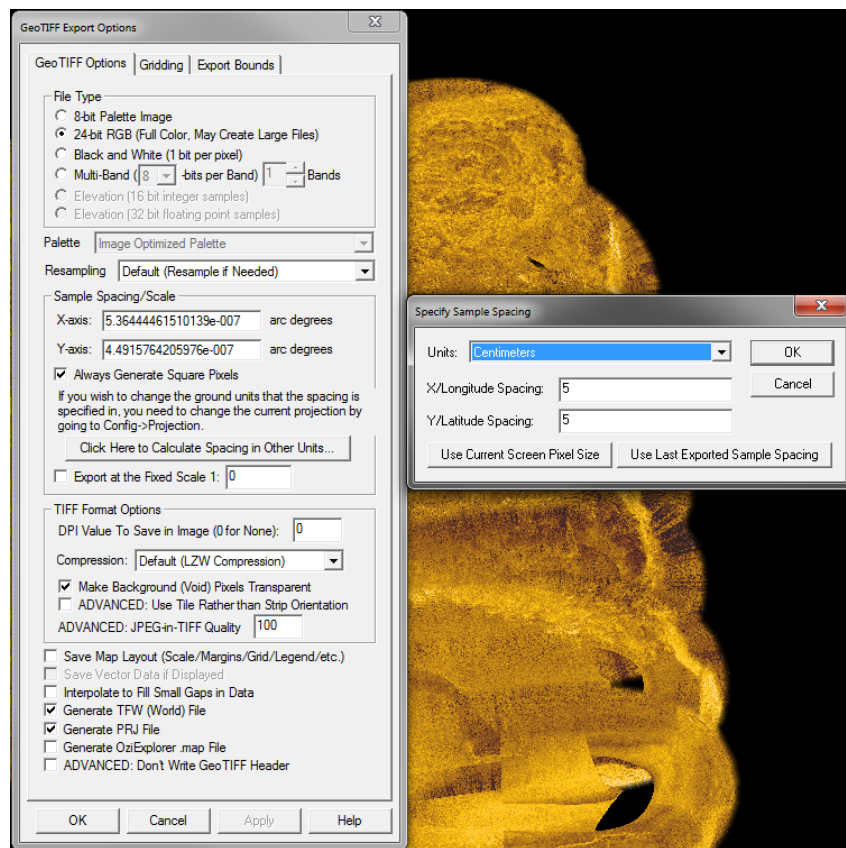 GeoTIFF Export Options
GeoTIFF Options Gridding Export Bounds
File Type
8-bit Palette Image
24-bit RGB (Full Color, May Create Large Files)
Black and White (1 bit per pixel)
Multi-Band ( 8 -bits per Band) 1 Bands
Elevation (16 bit integer samples)
Elevation (32 bit floating point samples)
Palette Image Optimized Palette
Resampling Default (Resample if Needed)
Sample Spacing/Scale
X-axis: 5.36444461510139e-007 arc degrees
Y-axis: 4.4915764205976e-007 arc degrees
Always Generate Square Pixels
If you wish to change the ground units that the spacing is
specified in, you need to change the current projection by
going to Config->Projection.
Click Here to Calculate Spacing in Other Units...
Export at the Fixed Scale 1: 0
TIFF Format Options
DPI Value To Save in Image (0 for None): 0
Compression: Default (LZW Compression)
Make Background (Void) Pixels Transparent
ADVANCED: Use Tile Rather than Strip Orientation
ADVANCED: JPEG-in-TIFF Quality 100
Save Map Layout (Scale/Margins/Grid/Legend/etc.)
Save Vector Data if Displayed
Interpolate to Fill Small Gaps in Data
Generate TFW (World) File
Generate PRJ File
Generate OziExplorer .map File
ADVANCED: Don't Write GeoTIFF Header
OK Cancel Apply Help
Specify Sample Spacing
Units: Centimeters OK
X/Longitude Spacing: 5 Cancel
Y/Latitude Spacing: 5
Use Current Screen Pixel Size Use Last Exported Sample Spacing